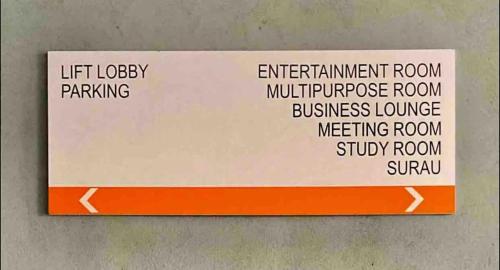 LIFT LOBBY
PARKING
ENTERTAINMENT ROOM
MULTIPURPOSE ROOM
BUSINESS LOUNGE
MEETING ROOM
STUDY ROOM
SURAU